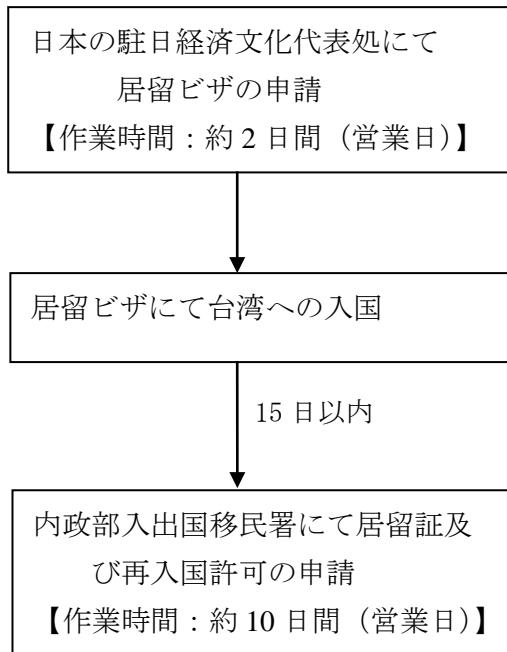 日本の駐日経済文化代表処にて
居留ビザの申請
【作業時間：約 2 日間（営業日）】
居留ビザにて台湾への入国
15 日以内
内政部入出国移民署にて居留証及
び再入国許可の申請
【作業時間：約 10 日間（営業日）】